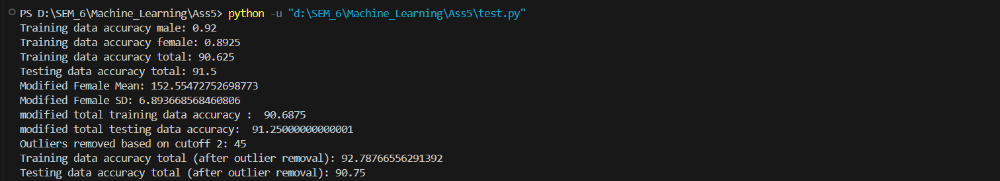 PS D:\SEM_6\Machine_Learning\Ass5> python -u "d:\SEM_6\Machine_Learning\Ass5\test.py"
Training data accuracy male: 0.92
Training data accuracy female: 0.8925
Training data accuracy total: 90.625
Testing data accuracy total: 91.5
Modified Female Mean: 152.55472752698773
Modified Female SD: 6.893668568460806
modified total training data accuracy :  90.6875
modified total testing data accuracy:  91.25000000000001
Outliers removed based on cutoff 2: 45
Training data accuracy total (after outlier removal): 92.78766556291392
Testing data accuracy total (after outlier removal): 90.75